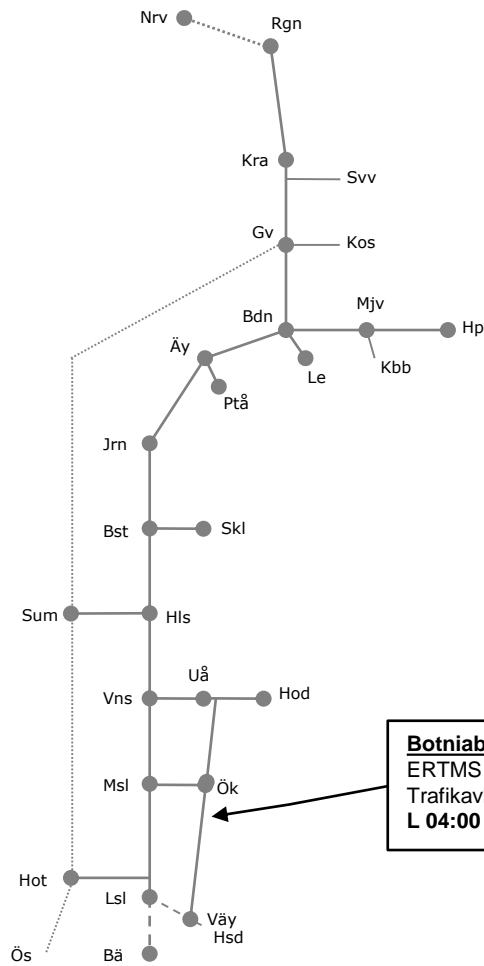 Nrv
Rgn
Kra
Svv
Gv
Kos
Bdn
Mjv
Hp
Äy
Le
Kbb
Ptå
Jrn
Bst
Skl
Sum
Hls
Uå
Vns
Hod
Botniab
ERTMS
Msl
Ök
Trafikav
L 04:00
Hot
Lsl
Väy
Hsd
Ös
Bä